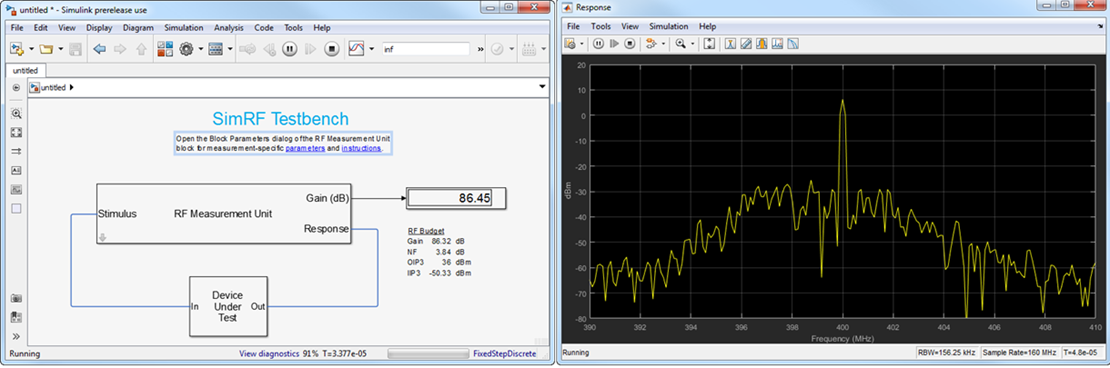 untitled * - Simulink prerelease use
File Edit View Display Diagram Simulation Analysis Code Tools Help
inf
»
untitled
untitled
SimRF Testbench
Open the Block Parameters dialog of the RF Measurement Unit
block for measurement-specific parameters and instructions.
Stimulus
RF Measurement Unit
Gain (dB)
Response
86.45
RF Budget
Gain 86.32 dB
NF 3.84 dB
OIP3 36 dBm
IIP3 -50.33 dBm
In
Device
Under
Test
Out
»
Running
View diagnostics 91% T=3.377e-05
FixedStepDiscrete
Response
File Tools View Simulation Help
20
10
0
-10
-20
-30
-40
-50
-60
-70
-80
dBm
390 392 394 396 398 400 402 404 406 408 410
Frequency (MHz)
Running
RBW=156.25 kHz
Sample Rate=160 MHz
T=4.8e-05